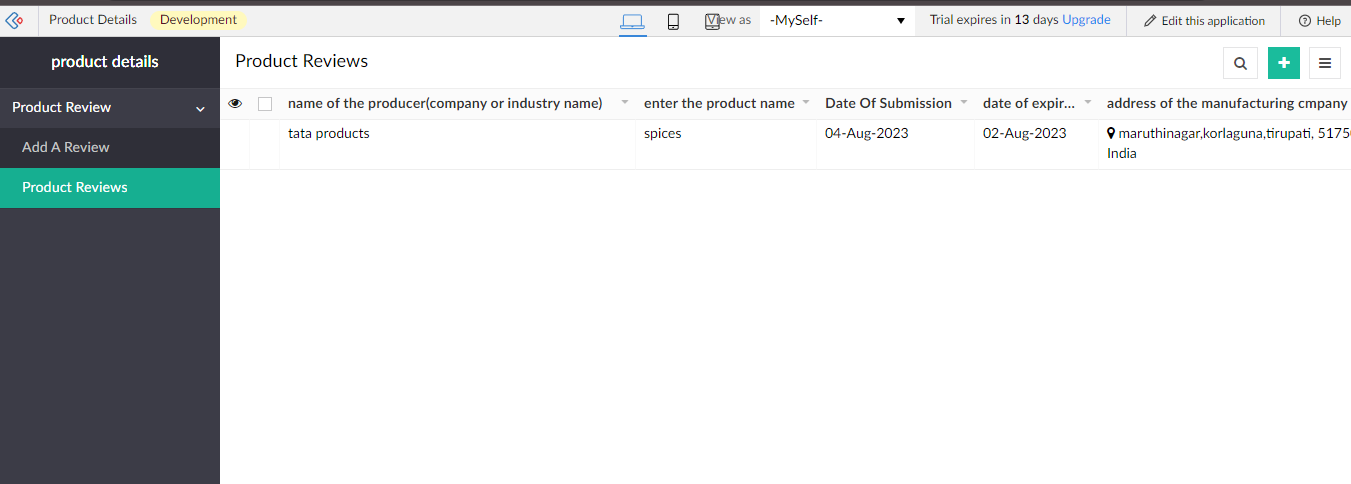 Product Details Development View as -MySelf- Trial expires in 13 days Upgrade Edit this application Help
product details
Product Review
Add A Review
Product Reviews
Product Reviews
name of the producer(company or industry name) enter the product name Date Of Submission date of expir... address of the manufacturing cmpany
tata products spices 04-Aug-2023 02-Aug-2023 maruthinagar,korlaguna,tirupati, 5175
India